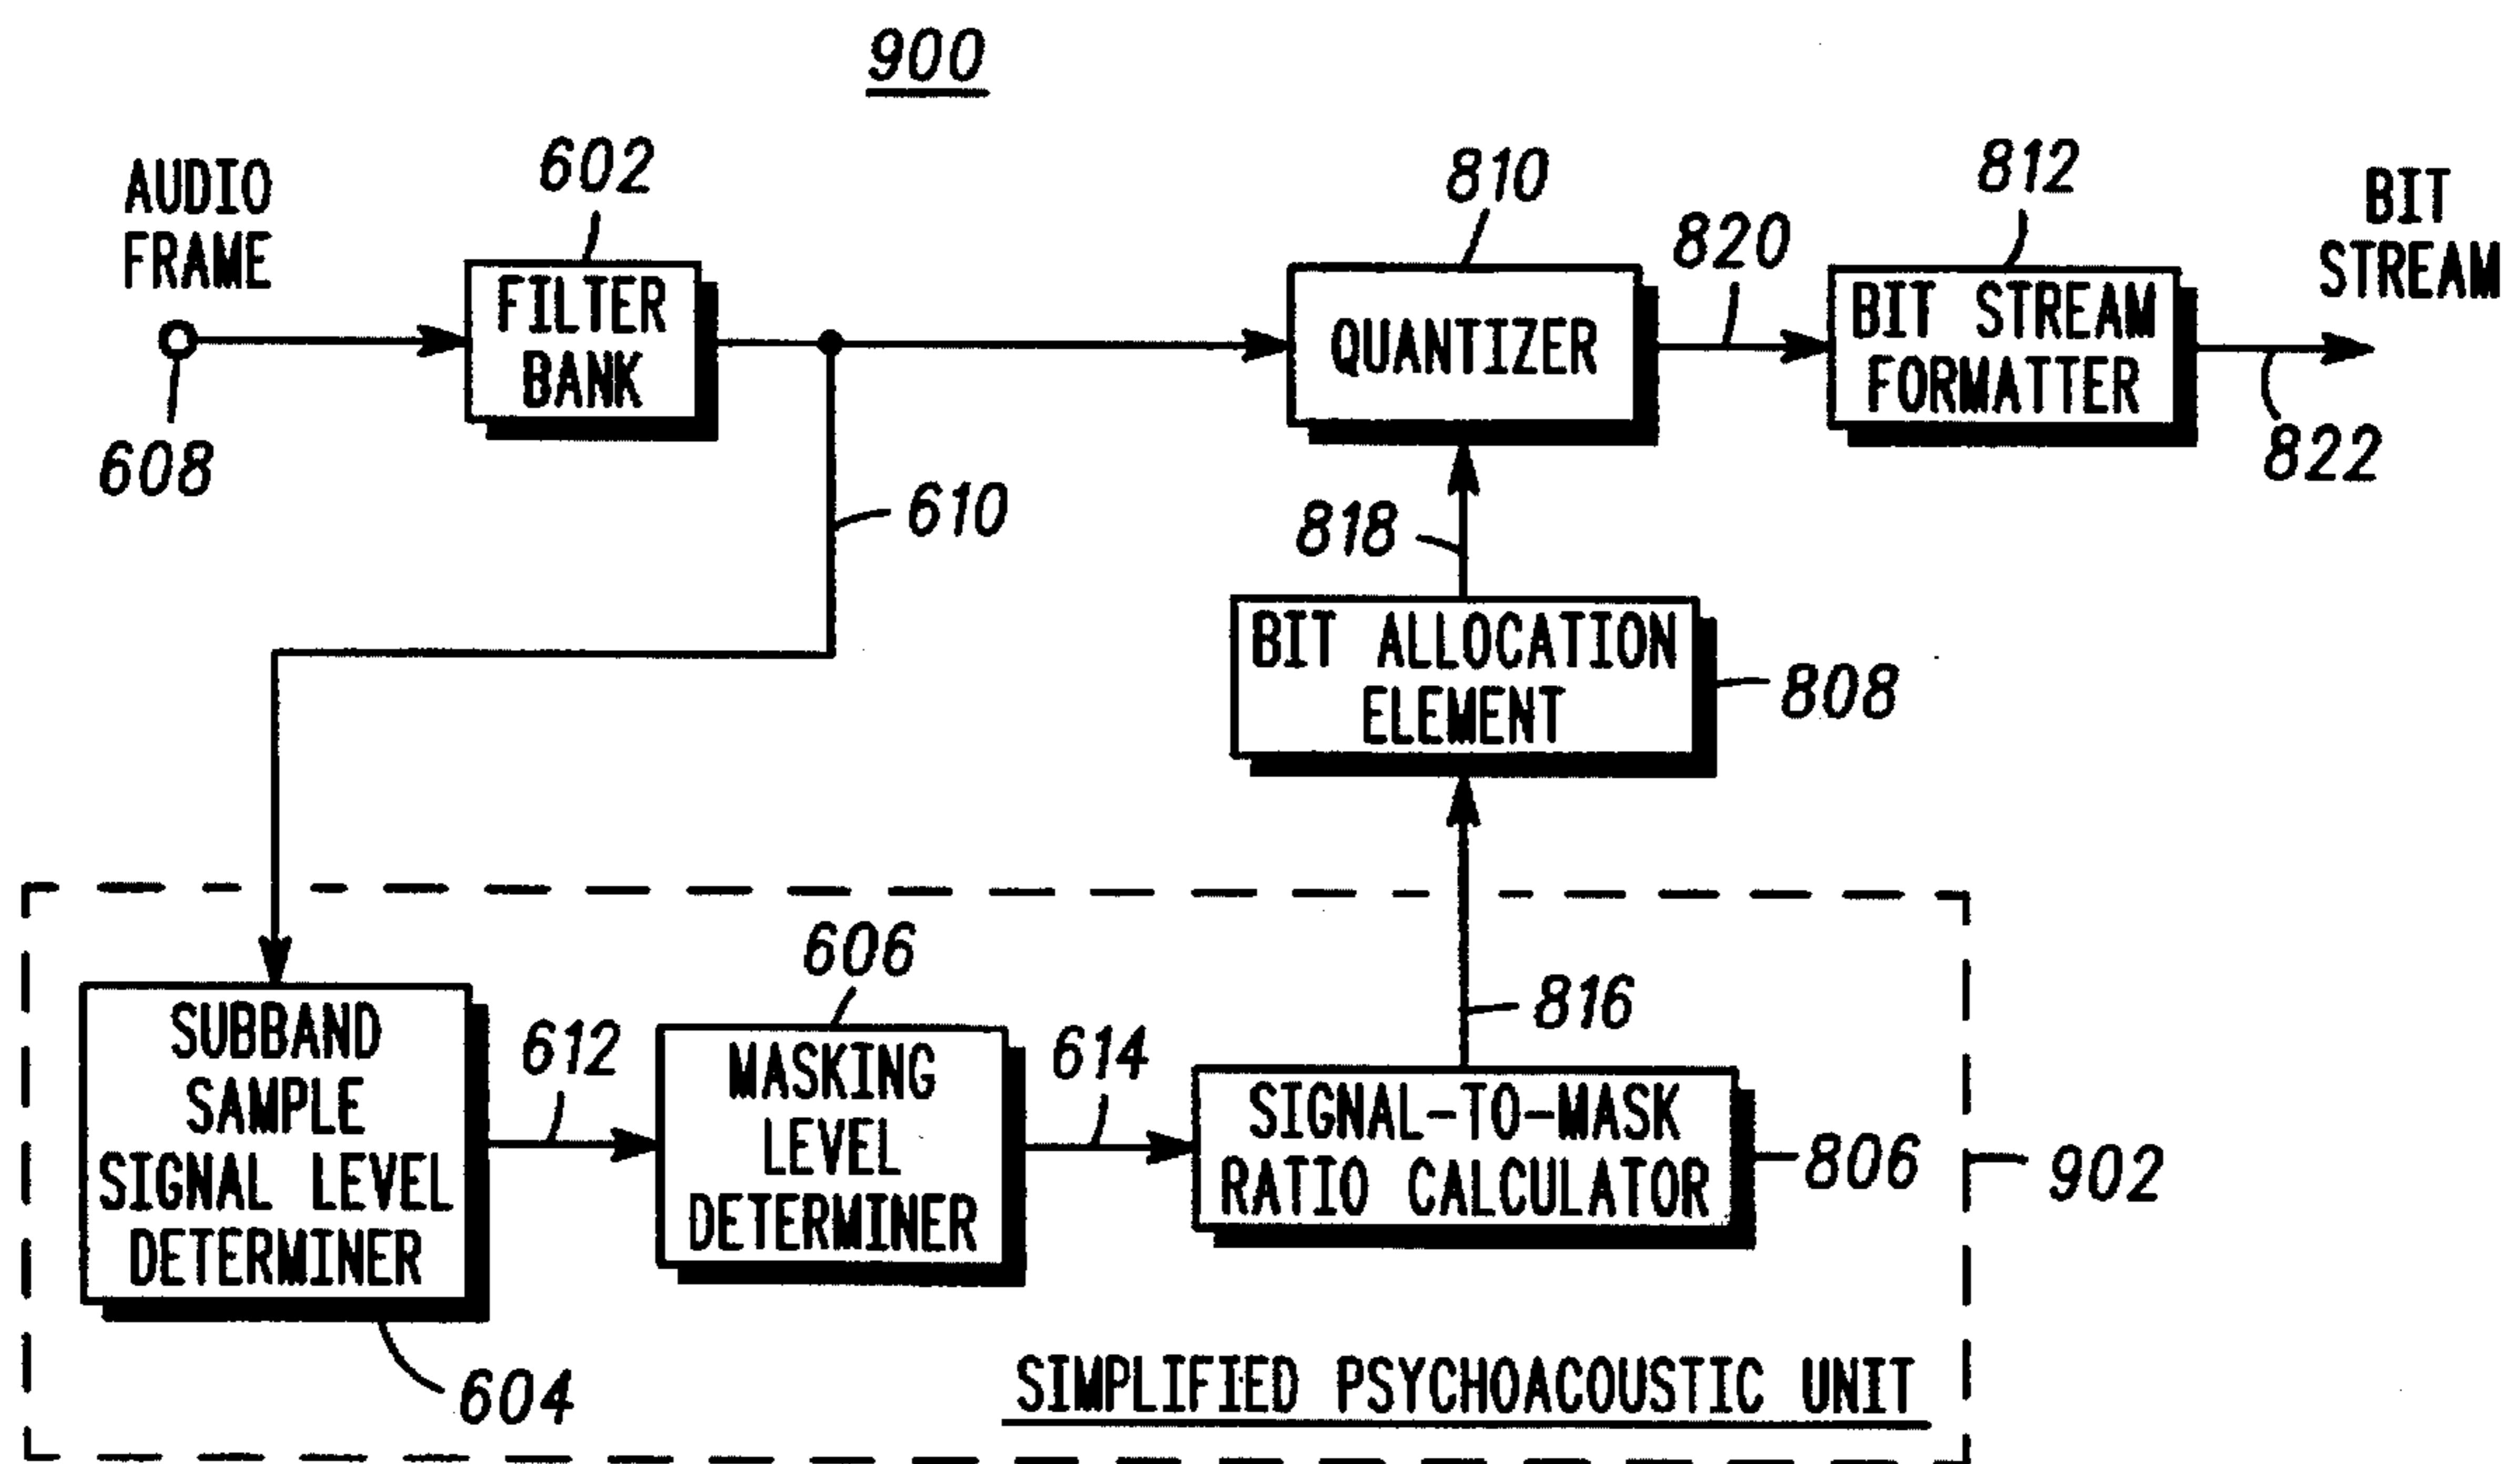 900
AUDIO
FRAME
602
810
820
812
BIT
STREAM
FILTER
BANK
QUANTIZER
BIT STREAM
FORMATTER
608
610
818
822
BIT ALLOCATION
ELEMENT
808
606
816
SUBBAND
SAMPLE
SIGNAL LEVEL
DETERMINER
612
MASKING
LEVEL
DETERMINER
614
SIGNAL-TO-MASK
RATIO CALCULATOR
806
902
604
SIMPLIFIED PSYCHOACOUSTIC UNIT